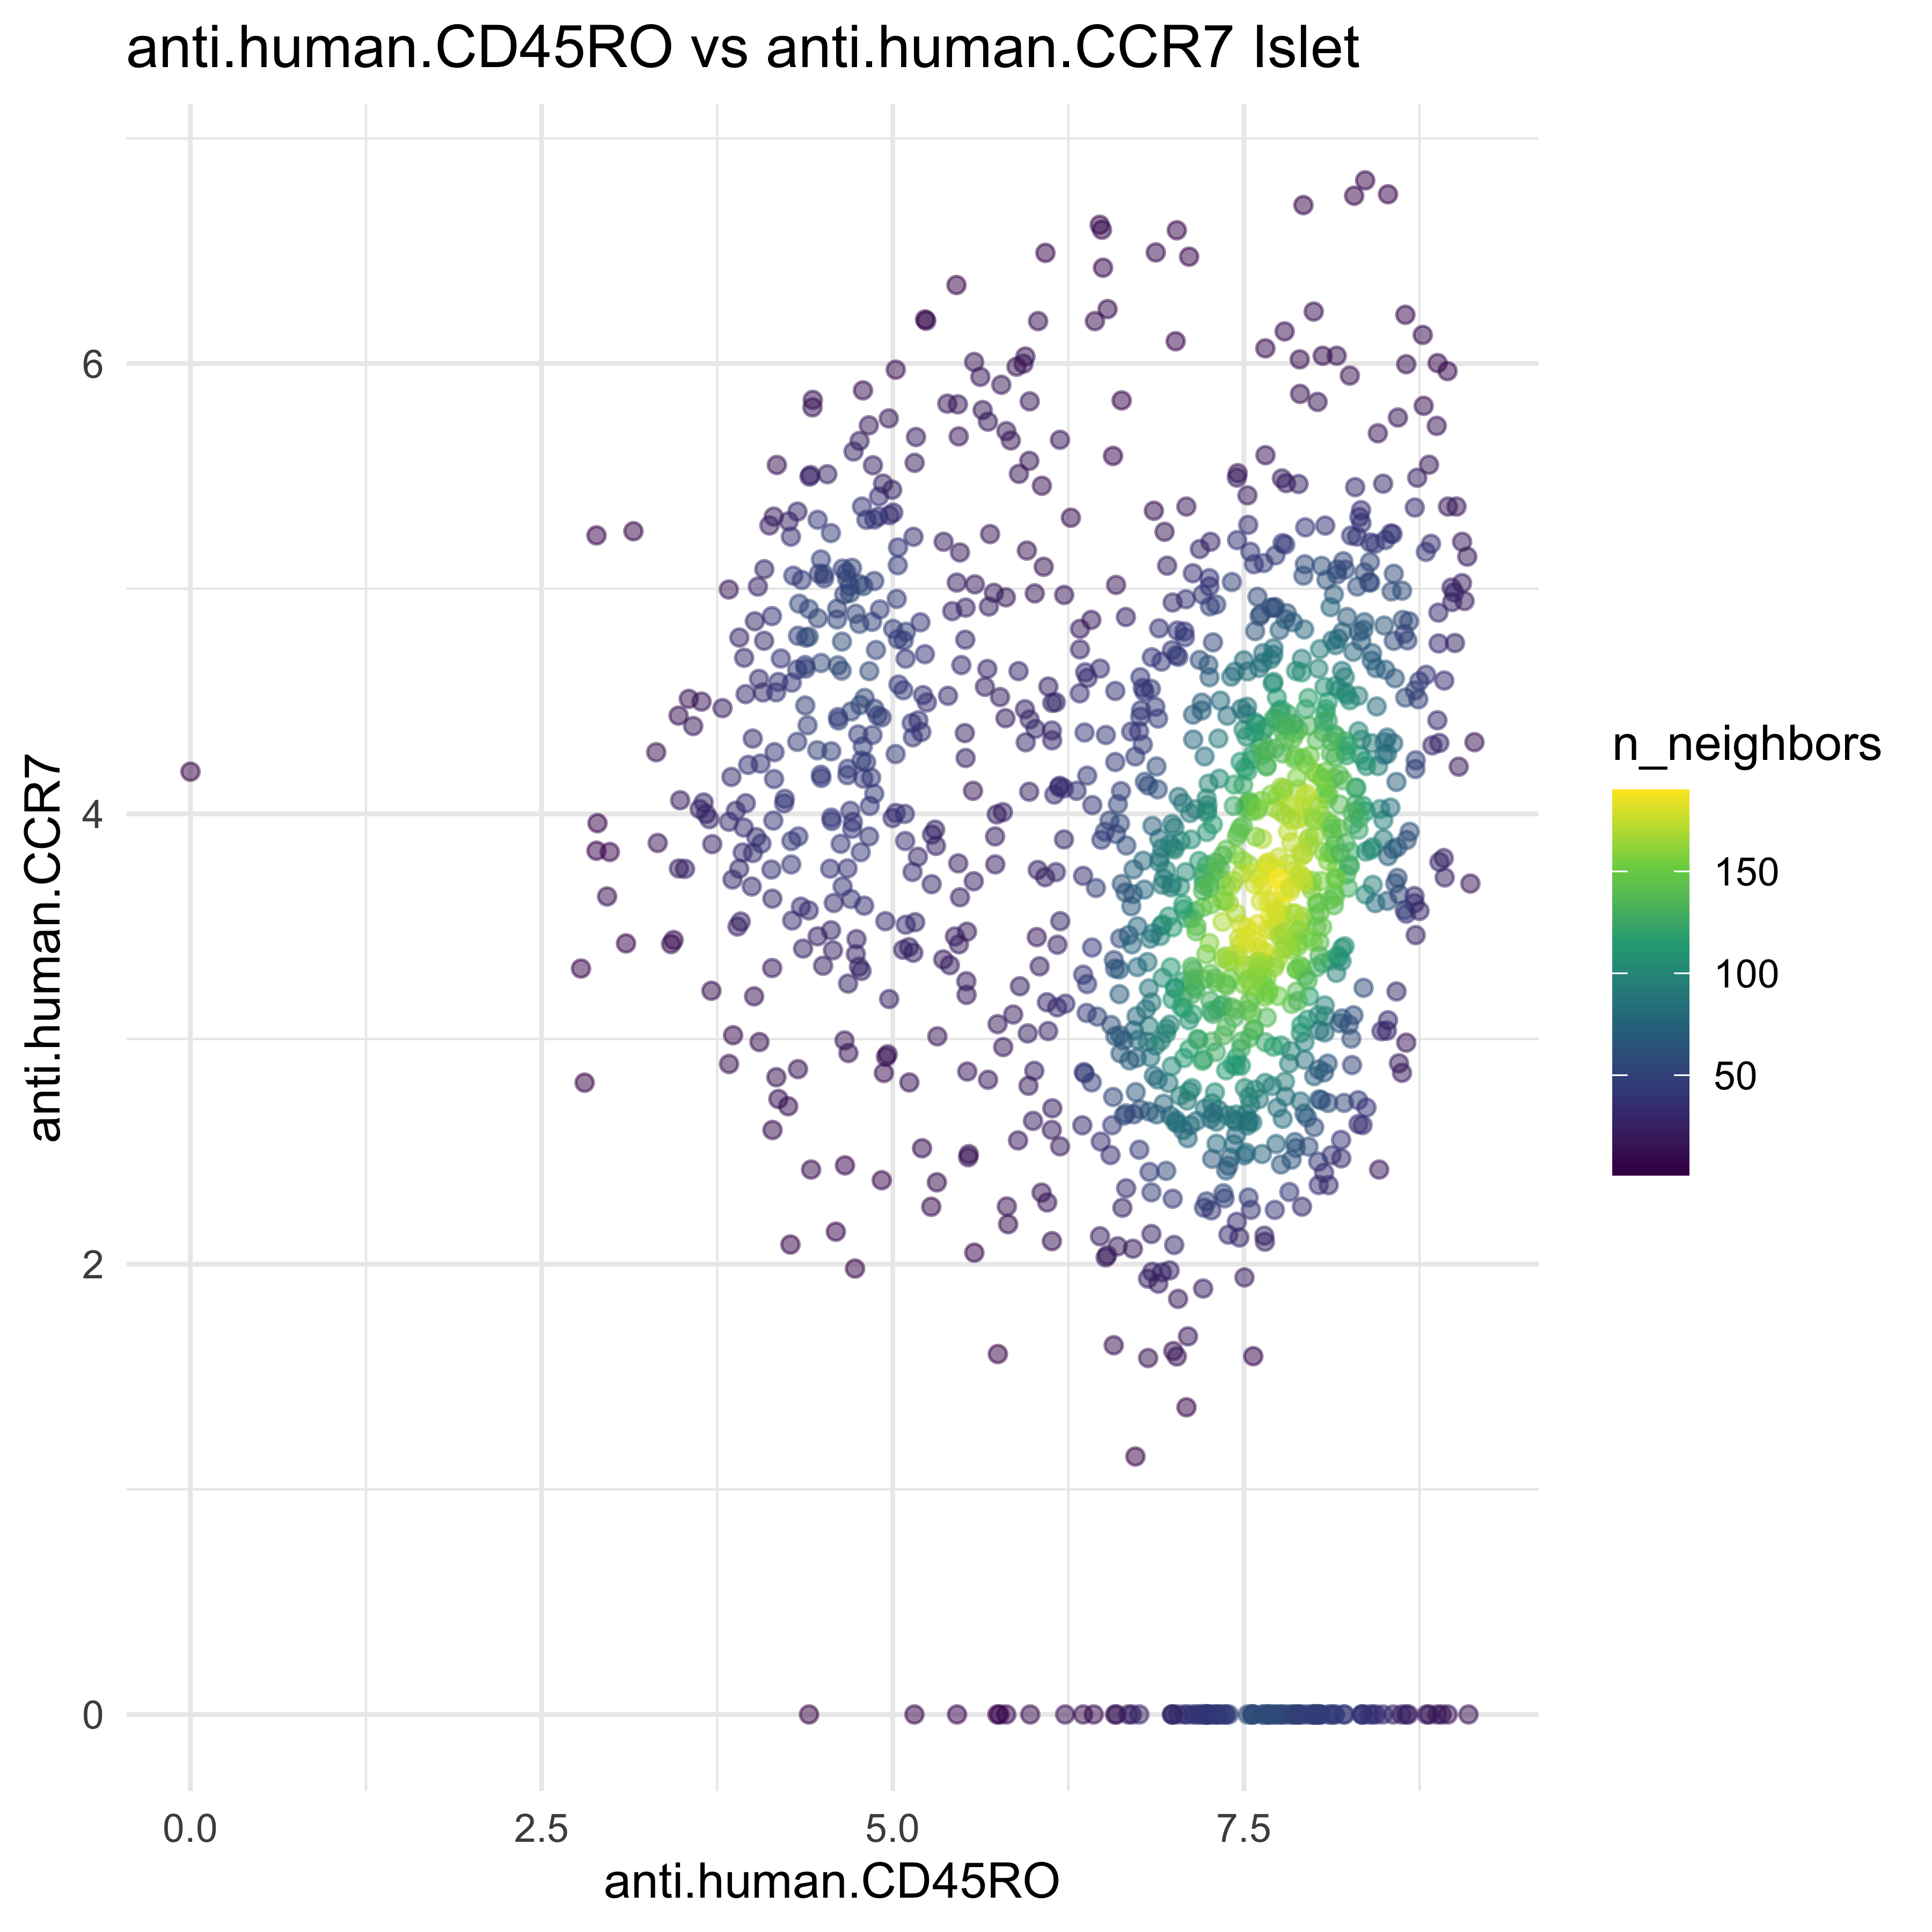 anti.human.CD45RO vs anti.human.CCR7 Islet
anti.human.CCR7
6
4
2
0
0.0 2.5 5.0 7.5
anti.human.CD45RO
n_neighbors
150
100
50